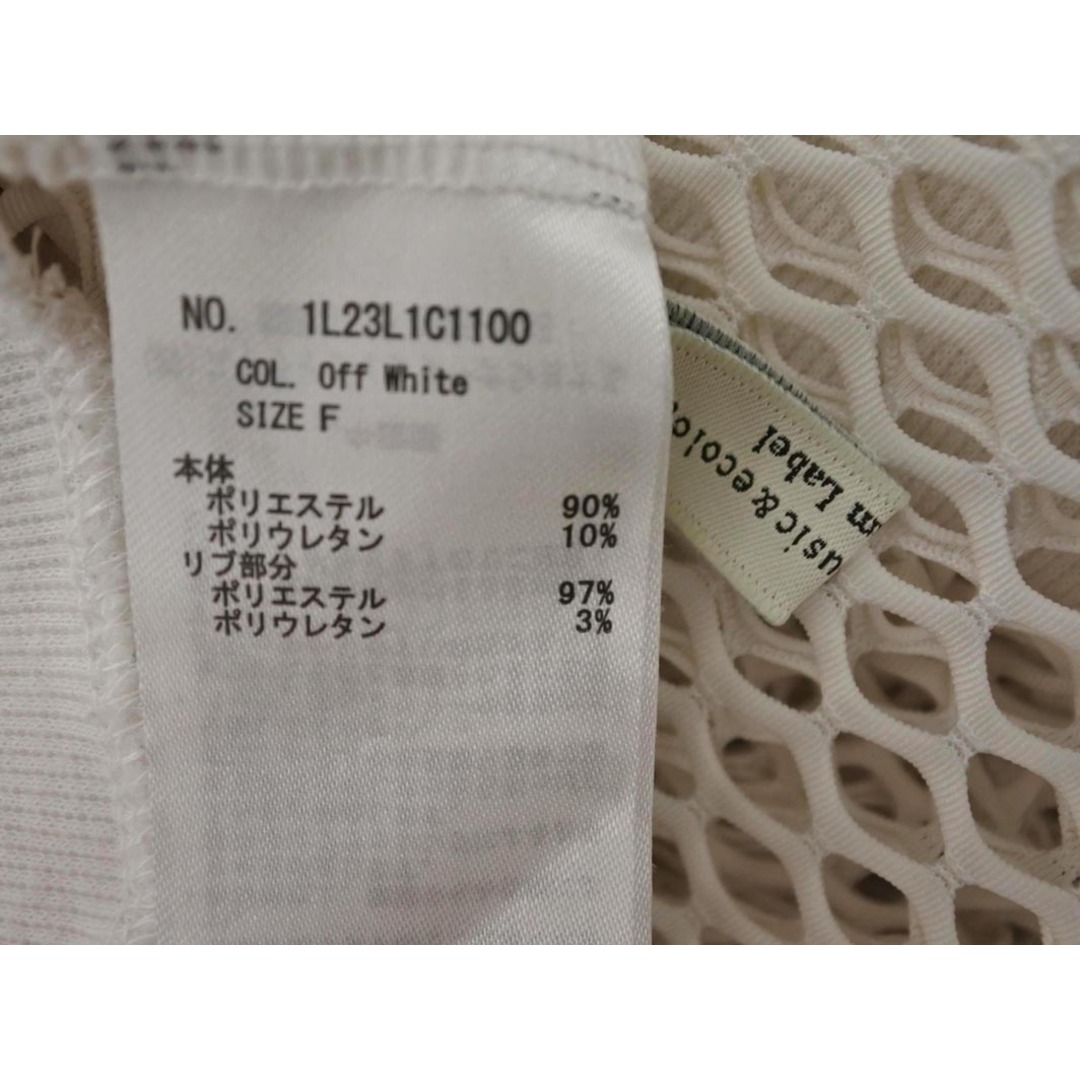 NO. 1L23L1C1100
COL. Off White
SIZE F
本体
ポリエステル 90%
ポリウレタン 10%
リブ部分
ポリエステル 97%
ポリウレタン 3%
usic & ecolo
m Label